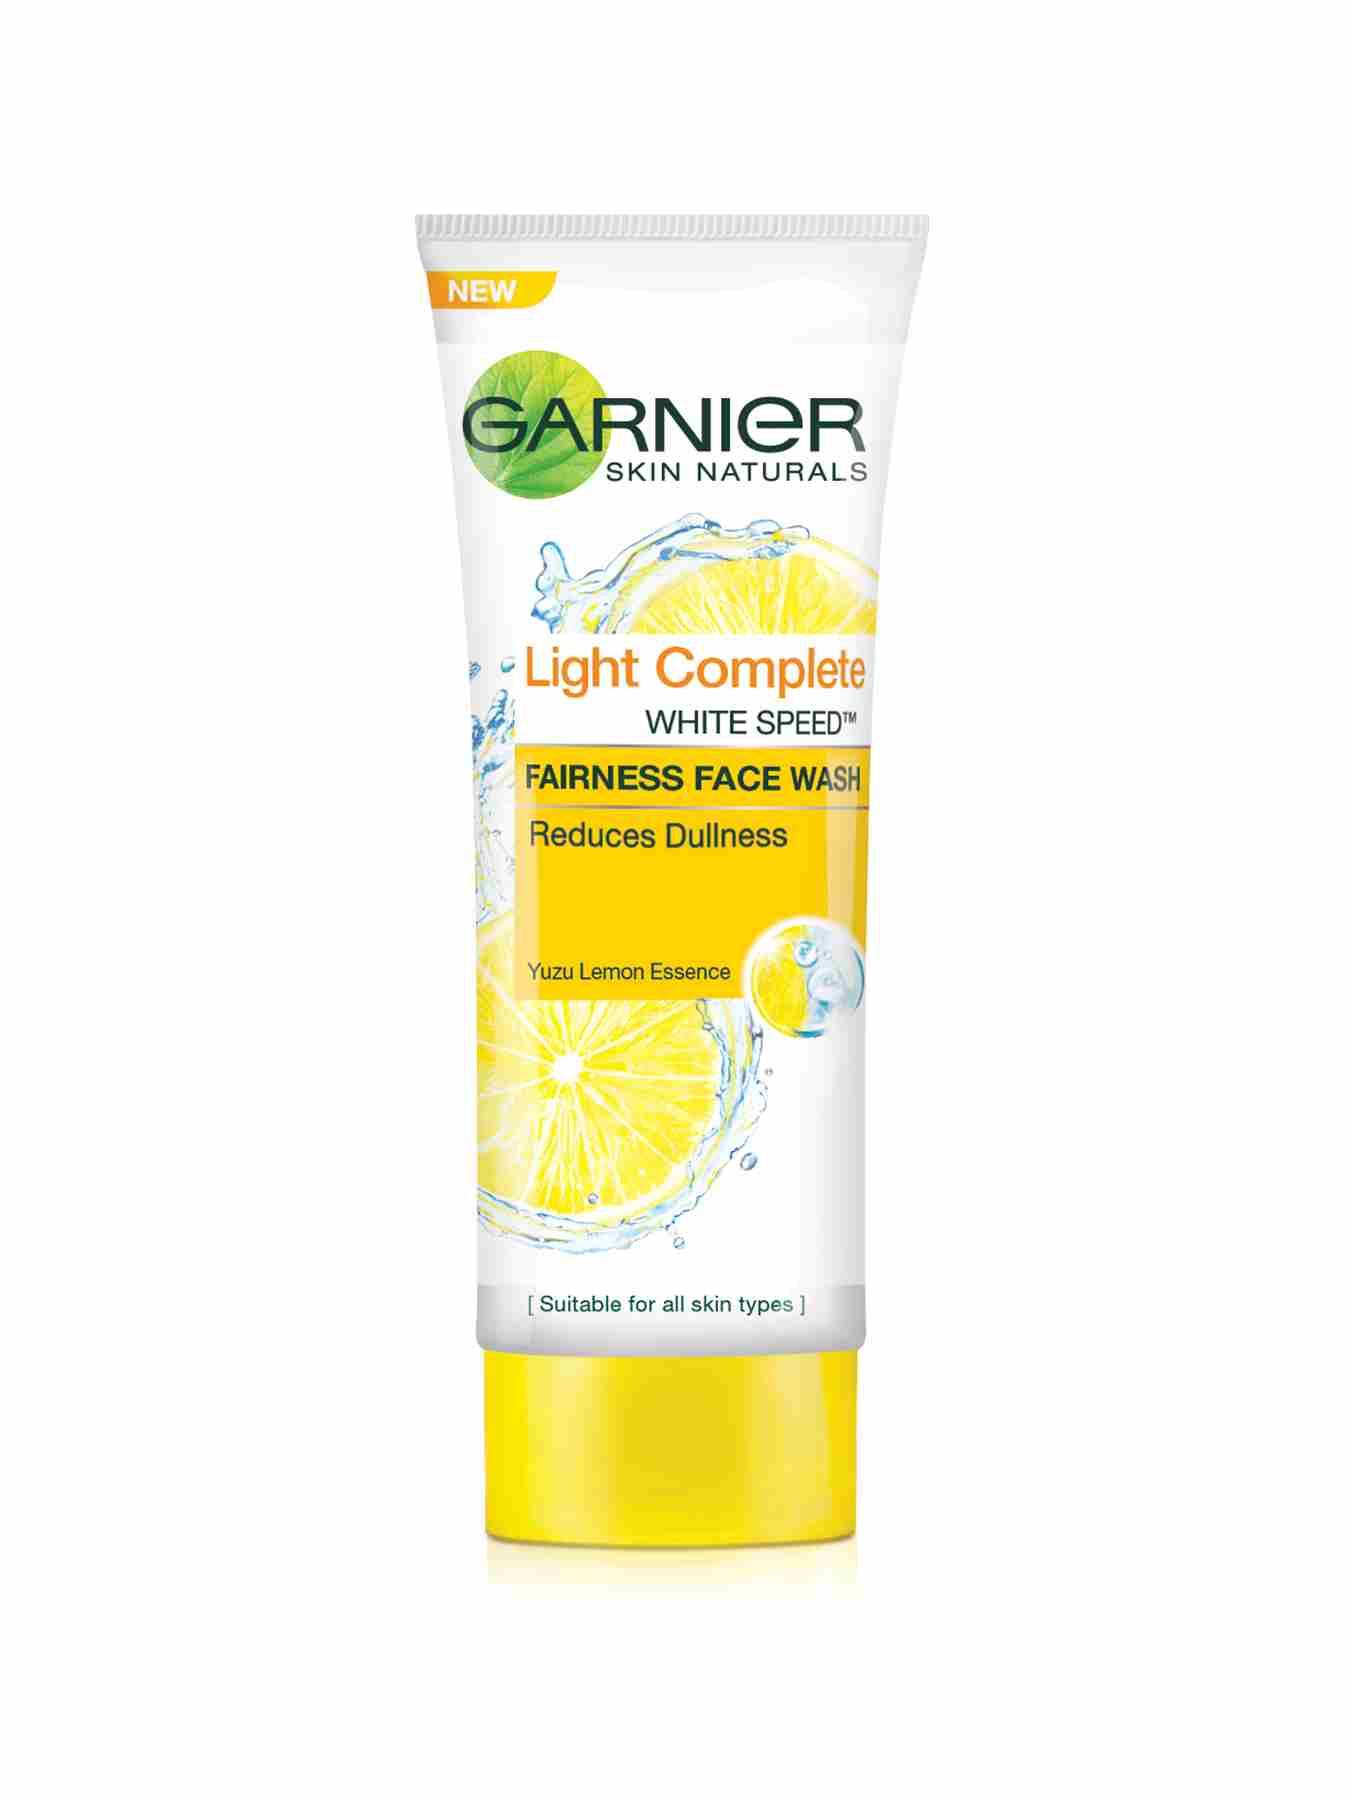 NEW
GARNIER
SKIN NATURALS
Light Complete
WHITE SPEED™
FAIRNESS FACE WASH
Reduces Dullness
Yuzu Lemon Essence
[ Suitable for all skin types ]